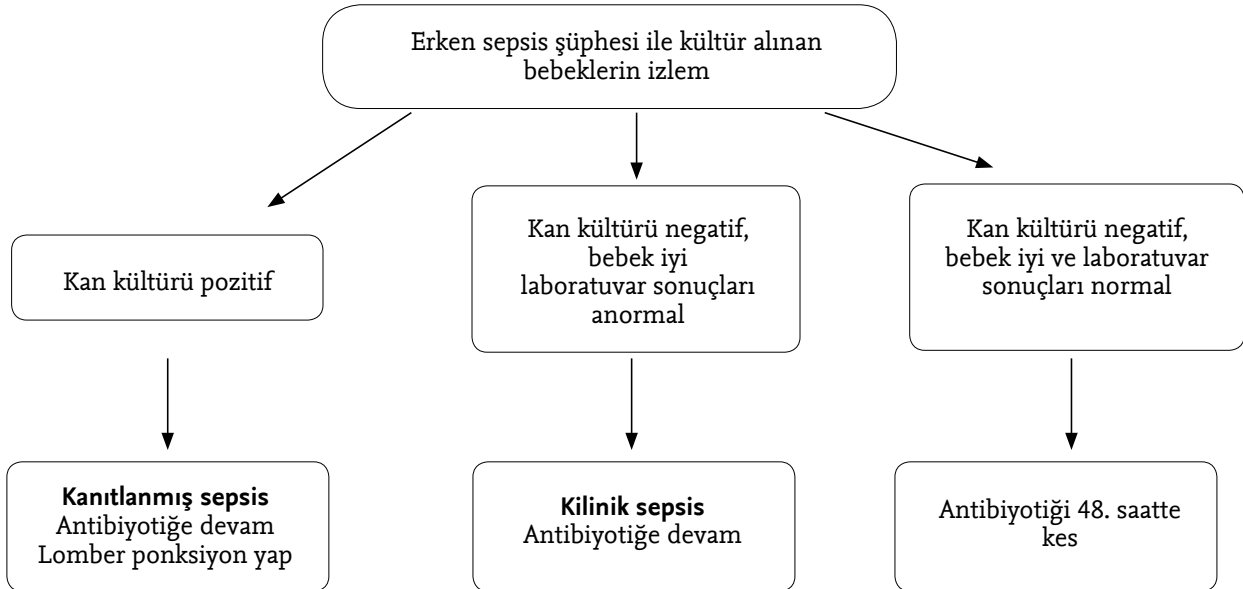 Erken sepsis şüphesi ile kültür alınan
bebeklerin izlem
Kan kültürü pozitif
Kan kültürü negatif,
bebek iyi
laboratuvar sonuçları
anormal
Kan kültürü negatif,
bebek iyi ve laboratuvar
sonuçları normal
Kanıtlanmış sepsis
Antibiyotiğe devam
Lomber ponksiyon yap
Kilinik sepsis
Antibiyotiğe devam
Antibiyotiği 48. saatte
kes